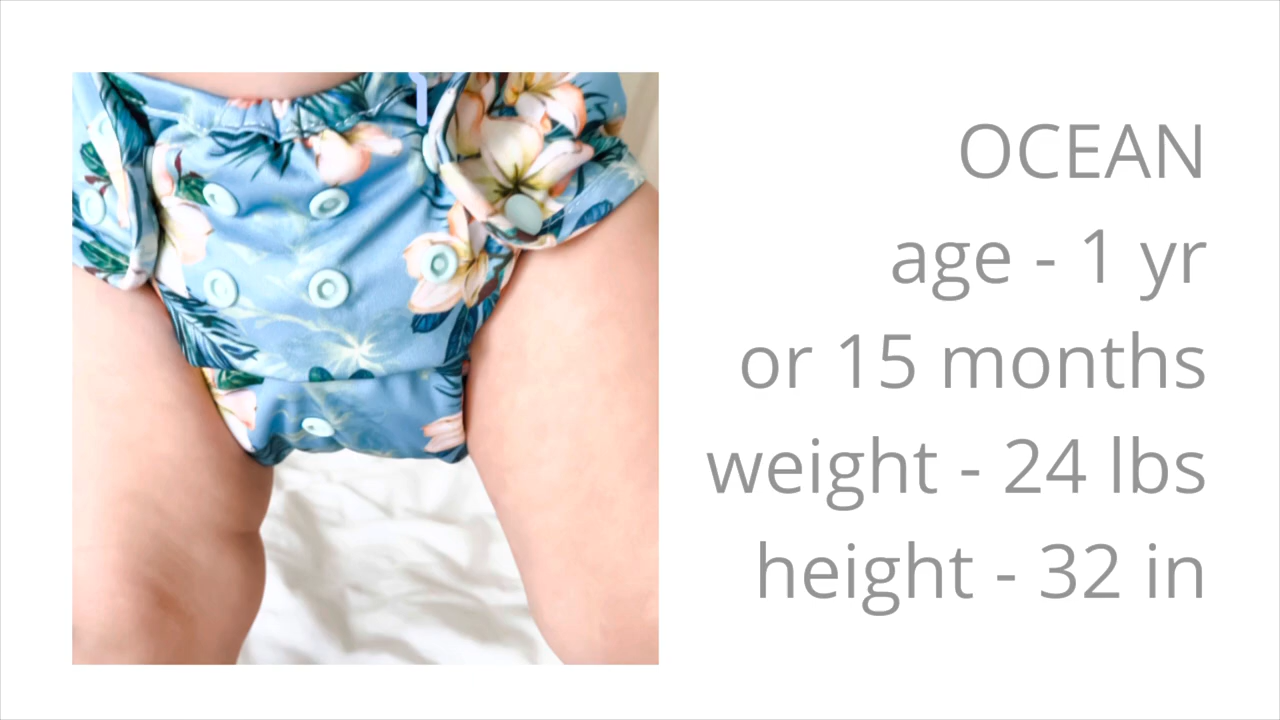 OCEAN
age - 1 yr
or 15 months
weight - 24 lbs
height - 32 in